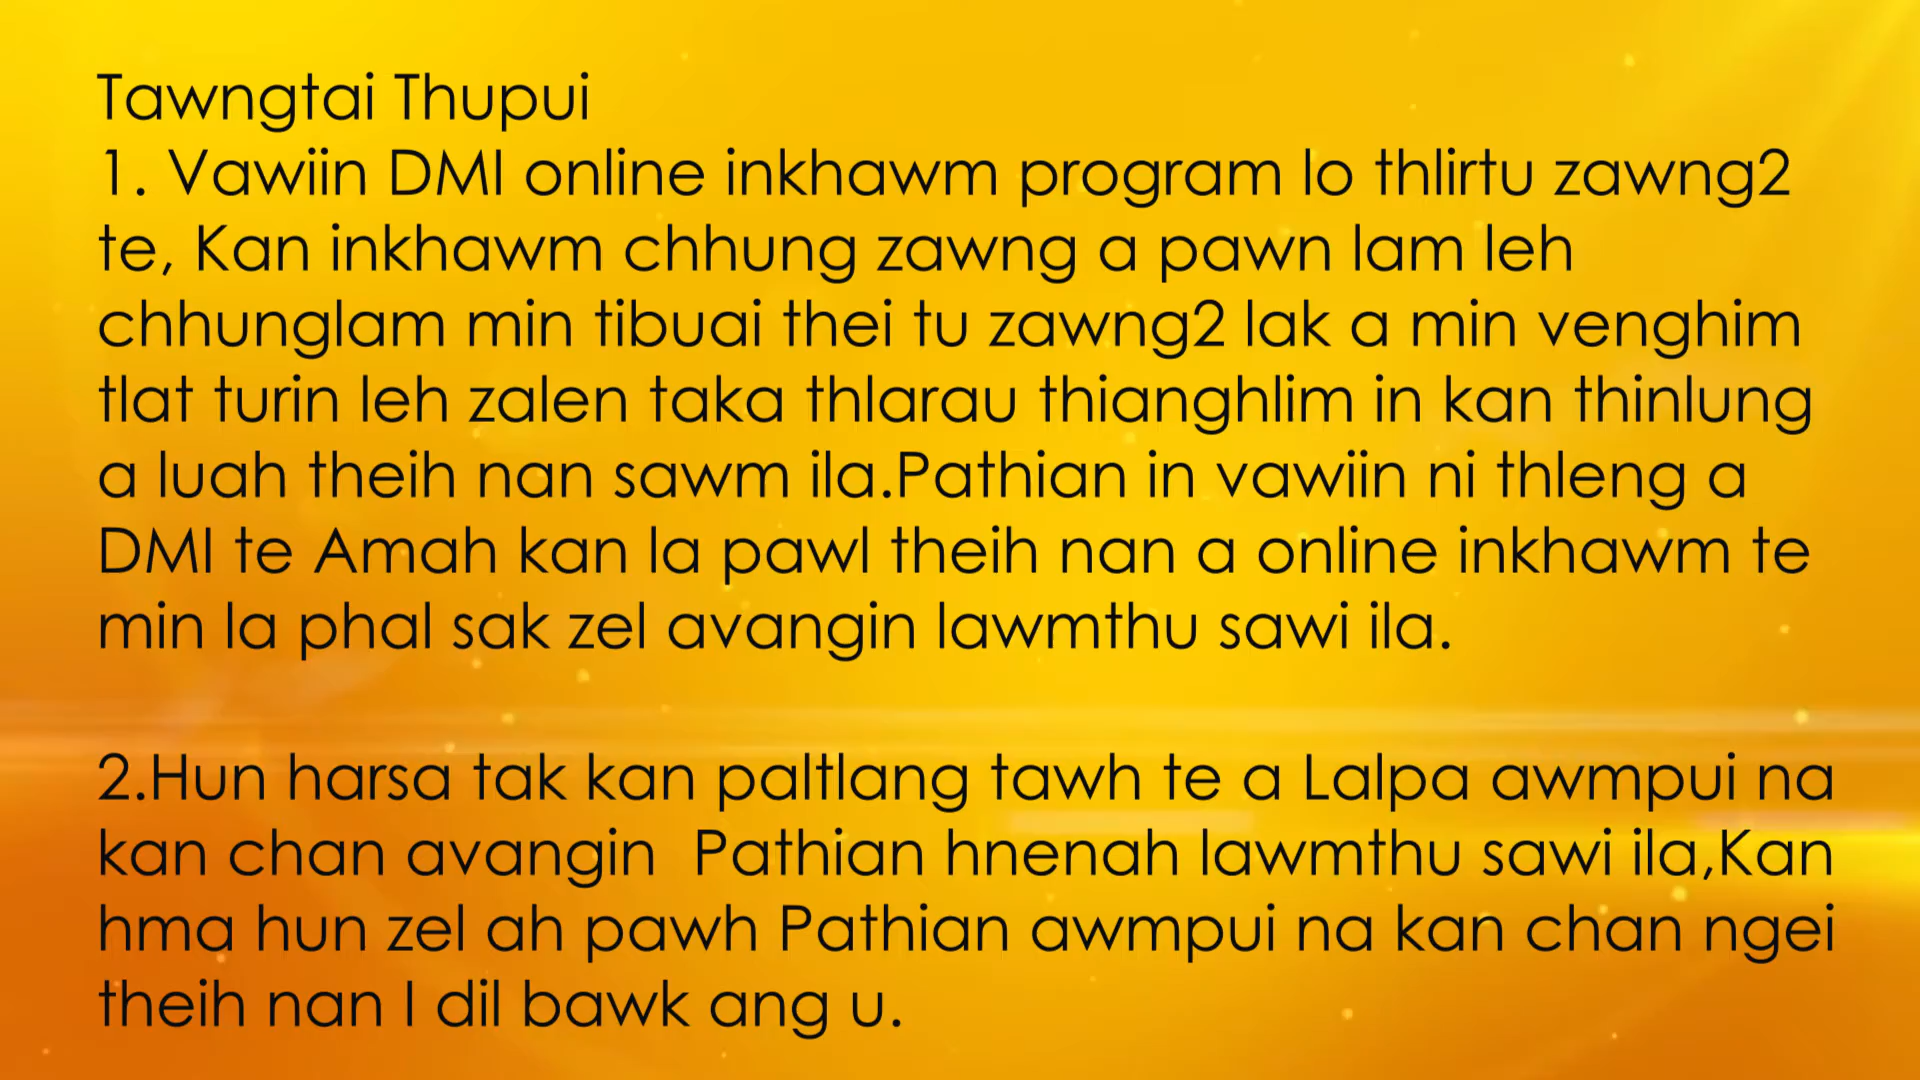 Tawngtai Thupui
1. Vawiin DMI online inkhawm program lo thlirtu zawng2
te, Kan inkhawm chhung zawng a pawn lam leh
chhunglam min tibuai thei tu zawng2 lak a min venghim
tlat turin leh zalen taka thlarau thianghlim in kan thinlung
a luah theih nan sawm ila.Pathian in vawiin ni thleng a
DMI te Amah kan la pawl theih nan a online inkhawm te
min la phal sak zel avangin lawmthu sawi ila.
2.Hun harsa tak kan paltlang tawh te a Lalpa awmpui na
kan chan avangin  Pathian hnenah lawmthu sawi ila,Kan
hma hun zel ah pawh Pathian awmpui na kan chan ngei
theih nan I dil bawk ang u.